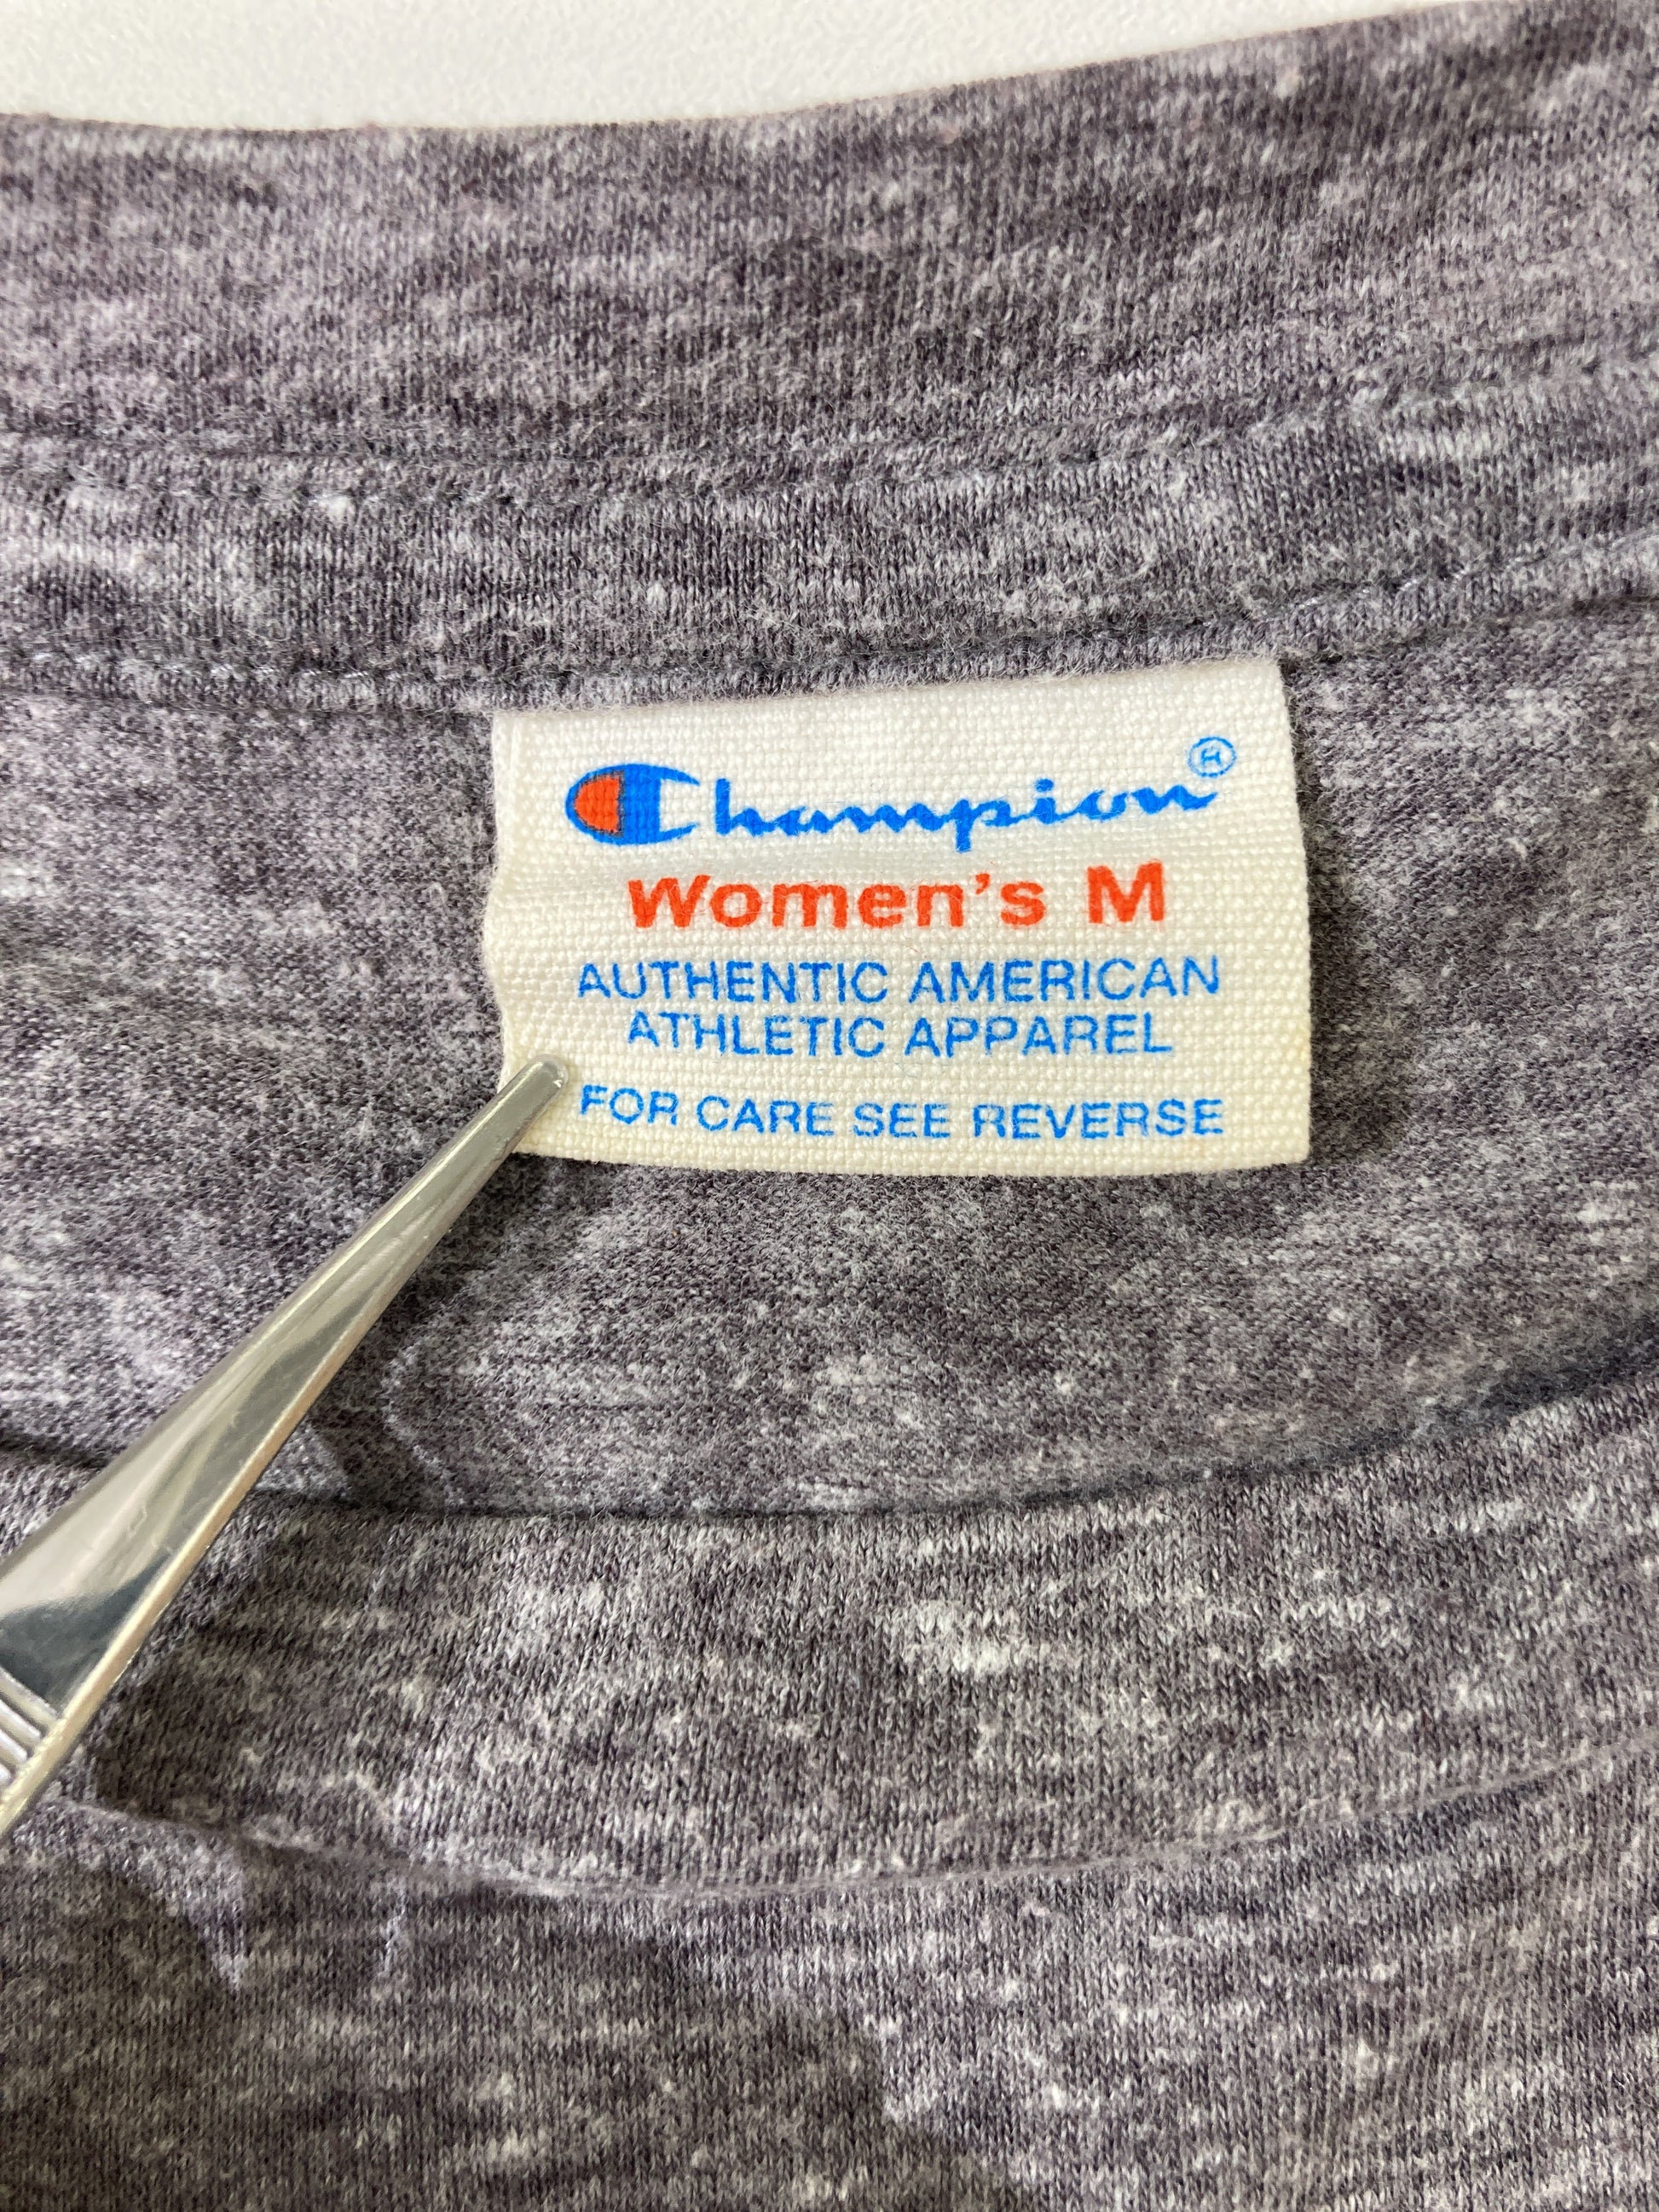 Champion®
Women's M
AUTHENTIC AMERICAN
ATHLETIC APPAREL
FOR CARE SEE REVERSE